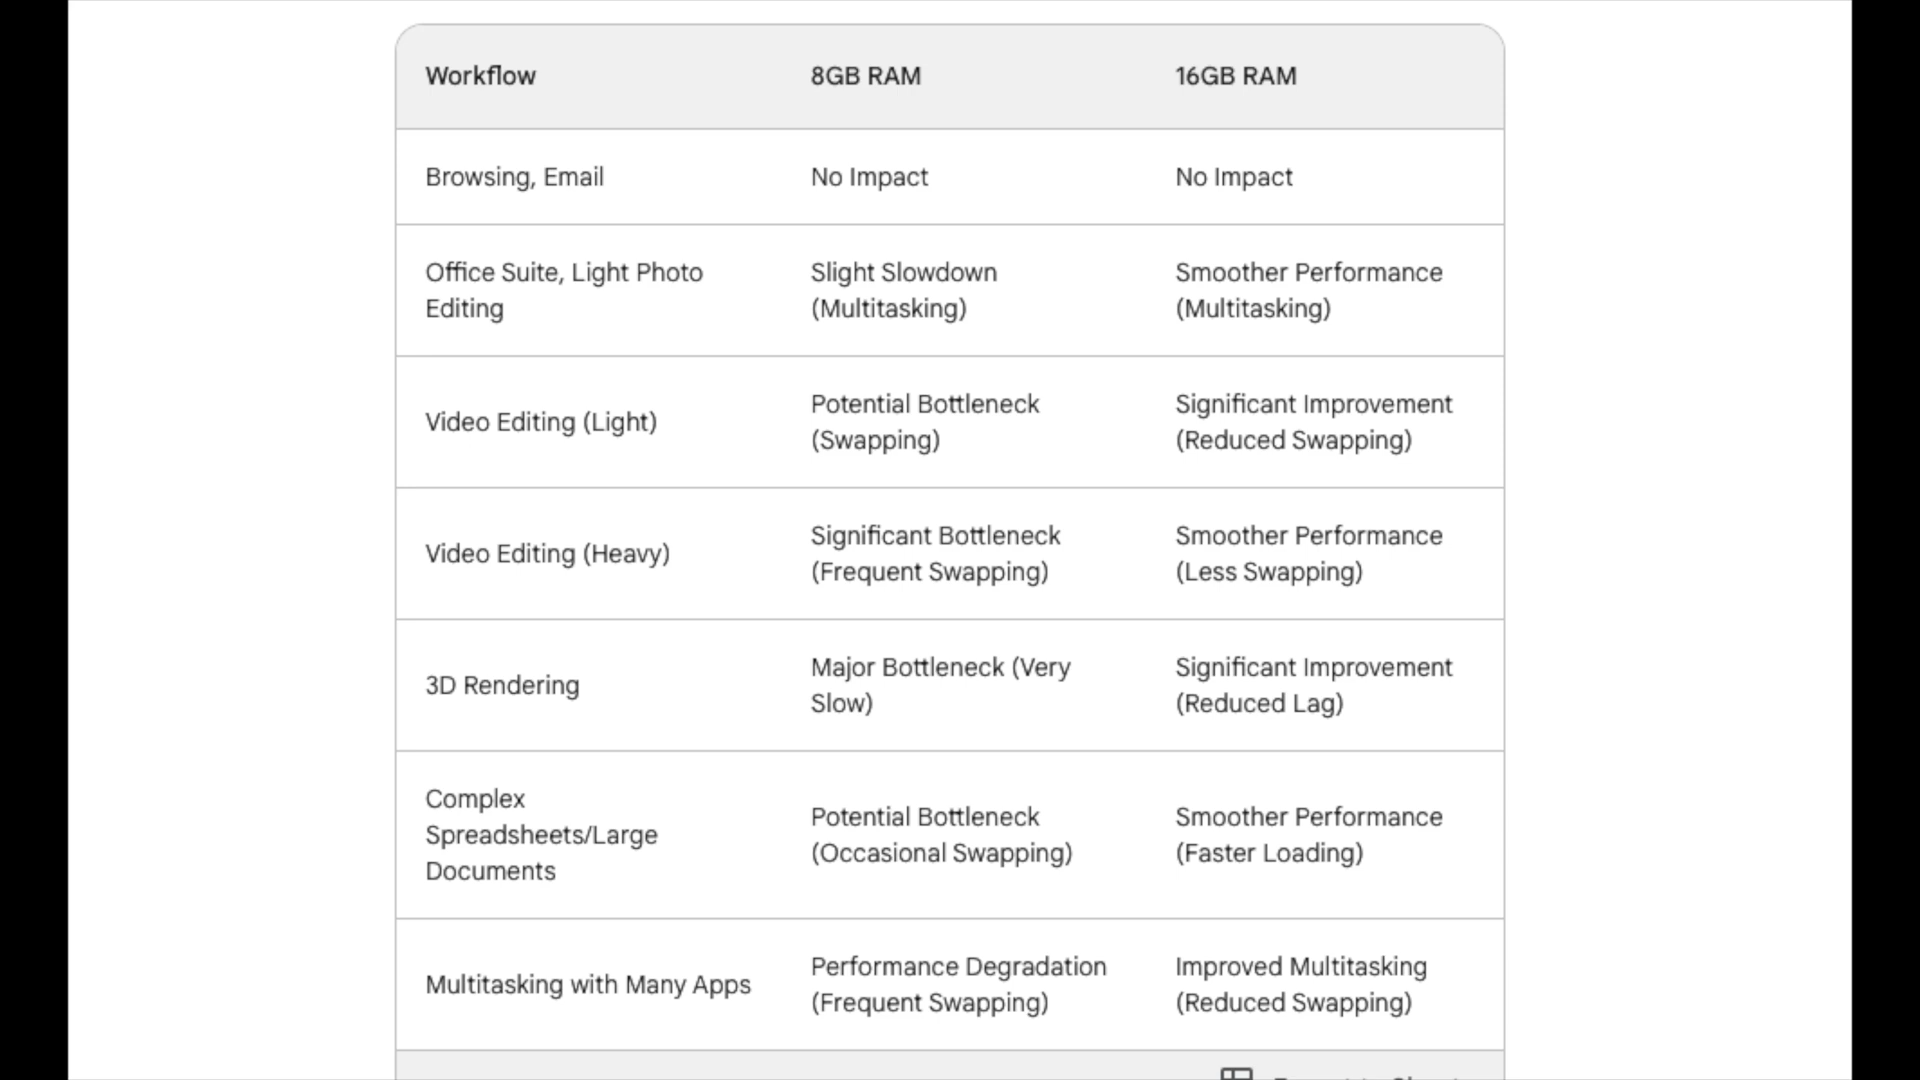 Workflow
8GB RAM
16GB RAM
Browsing, Email
No Impact
No Impact
Office Suite, Light Photo
Editing
Slight Slowdown
(Multitasking)
Smoother Performance
(Multitasking)
Video Editing (Light)
Potential Bottleneck
(Swapping)
Significant Improvement
(Reduced Swapping)
Video Editing (Heavy)
Significant Bottleneck
(Frequent Swapping)
Smoother Performance
(Less Swapping)
3D Rendering
Major Bottleneck (Very
Slow)
Significant Improvement
(Reduced Lag)
Complex
Spreadsheets/Large
Documents
Potential Bottleneck
(Occasional Swapping)
Smoother Performance
(Faster Loading)
Multitasking with Many Apps
Performance Degradation
(Frequent Swapping)
Improved Multitasking
(Reduced Swapping)